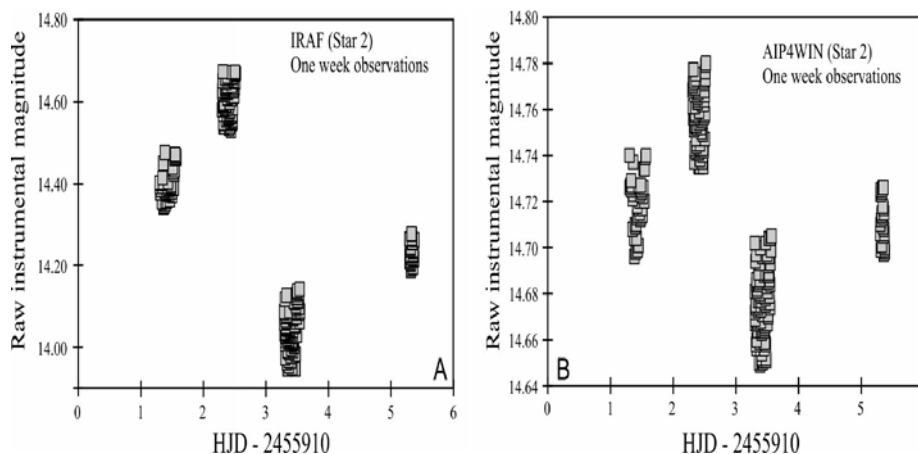 Raw instrumental magnitude
14.80
14.60
14.40
14.20
14.00
IRAF (Star 2)
One week observations
A
0 1 2 3 4 5 6
HJD - 2455910
Raw instrumental magnitude
14.80
14.78
14.76
14.74
14.72
14.70
14.68
14.66
14.64
AIP4WIN (Star 2)
One week observations
B
0 1 2 3 4 5 6
HJD - 2455910